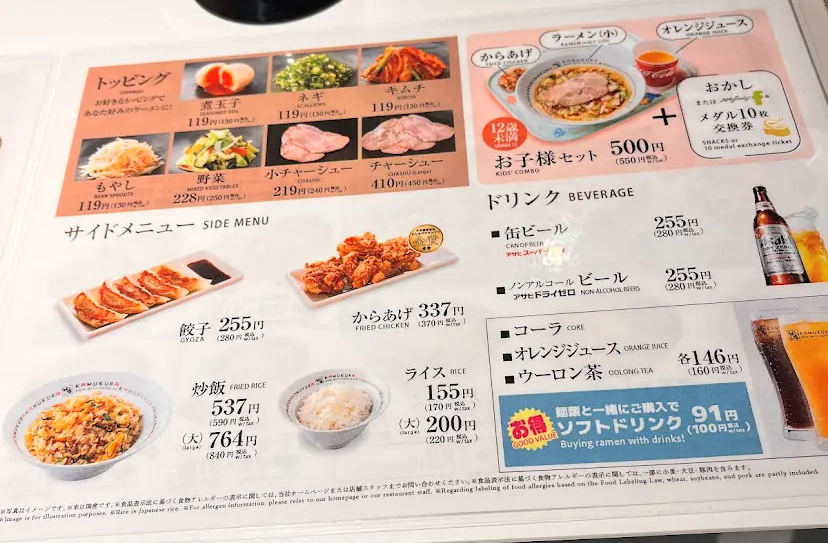 トッピング
TOPPINGS
お好きなトッピングで
あなた好みのラーメンに!
煮玉子
SEASONED EGG
119円(130円 税込 w/tax)
ネギ
SCALLIONS
119円(130円 税込 w/tax)
キムチ
KIMCHI
119円(130円 税込 w/tax)
もやし
BEAN SPROUTS
119円(130円 税込 w/tax)
野菜
MIXED VEGETABLES
228円(250円 税込 w/tax)
小チャーシュー
CHASHU
219円(240円 税込 w/tax)
チャーシュー
CHASHU (Large)
410円(450円 税込 w/tax)
からあげ
FRIED CHICKEN
ラーメン(小)
RAMEN (HALF-SIZE)
オレンジジュース
ORANGE JUICE
Coca-Cola
12歳
未満
(UNDER 12)
お子様セット
KIDS' COMBO
500円
(550円 税込 w/tax)
+
おかし
または
メダル10枚
交換券
SNACKS or
10 medal exchange ticket
サイドメニュー SIDE MENU
餃子 255円
GYOZA
(280円 税込 w/tax)
金賞
からあげ 337円
FRIED CHICKEN
(370円 税込 w/tax)
KAMUKURA
炒飯 FRIED RICE
537円
(590円 税込 w/tax)
(大) 764円
(large)
(840円 税込 w/tax)
KAMUKURA
ライス RICE
155円
(170円 税込 w/tax)
(大) 200円
(large)
(220円 税込 w/tax)
ドリンク BEVERAGE
■缶ビール
CAN OF BEER
アサヒスーパー
255円
(280円 税込 w/tax)
■ノンアルコールビール
アサヒドライゼロ NON-ALCOHOL BEERS
255円
(280円 税込 w/tax)
Asahi
DRY ZERO
■コーラ COKE
■オレンジジュース ORANGE JUICE
■ウーロン茶 OOLONG TEA
各146円
(160円 税込 w/tax)
KAMUKURA
お得
GOOD VALUE
麺類と一緒にご購入で
ソフトドリンク
Buying ramen with drinks!
91円
(100円 税込 w/tax)
※写真はイメージです。※米は国産です。※食品表示法に基づく食物アレルギーの表示に関しては、当社ホームページまたは店舗スタッフまでお問い合わせください。※食品表示法に基づく食物アレルギーの表示に関しては、一部に小麦・大豆・豚肉を含みます。
※Image is for illustration purposes. ※Rice is Japanese rice. ※For allergen information, please refer to our homepage or our restaurant staff. ※Regarding labeling of food allergies based on the Food Labeling Law, wheat, soybeans, and pork are partly included.